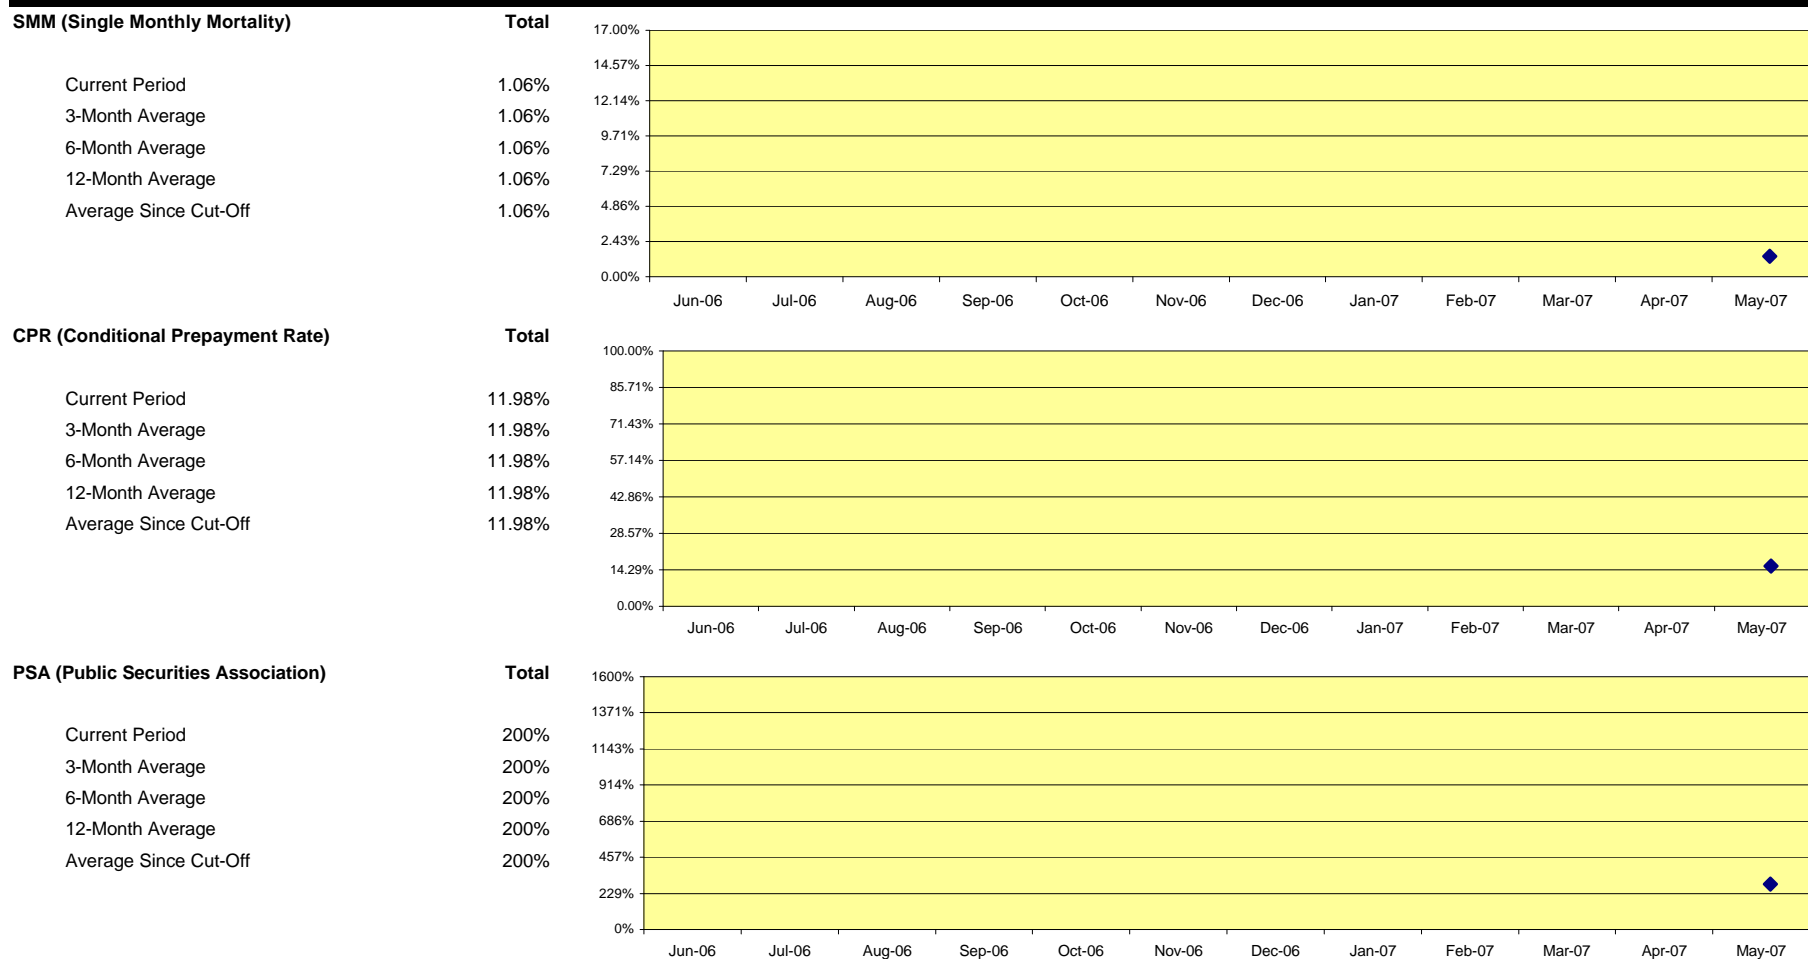 SMM (Single Monthly Mortality) Total
Current Period 1.06%
3-Month Average 1.06%
6-Month Average 1.06%
12-Month Average 1.06%
Average Since Cut-Off 1.06%
17.00%
14.57%
12.14%
9.71%
7.29%
4.86%
2.43%
0.00%
Jun-06 Jul-06 Aug-06 Sep-06 Oct-06 Nov-06 Dec-06 Jan-07 Feb-07 Mar-07 Apr-07 May-07
CPR (Conditional Prepayment Rate) Total
Current Period 11.98%
3-Month Average 11.98%
6-Month Average 11.98%
12-Month Average 11.98%
Average Since Cut-Off 11.98%
100.00%
85.71%
71.43%
57.14%
42.86%
28.57%
14.29%
0.00%
Jun-06 Jul-06 Aug-06 Sep-06 Oct-06 Nov-06 Dec-06 Jan-07 Feb-07 Mar-07 Apr-07 May-07
PSA (Public Securities Association) Total
Current Period 200%
3-Month Average 200%
6-Month Average 200%
12-Month Average 200%
Average Since Cut-Off 200%
1600%
1371%
1143%
914%
686%
457%
229%
0%
Jun-06 Jul-06 Aug-06 Sep-06 Oct-06 Nov-06 Dec-06 Jan-07 Feb-07 Mar-07 Apr-07 May-07